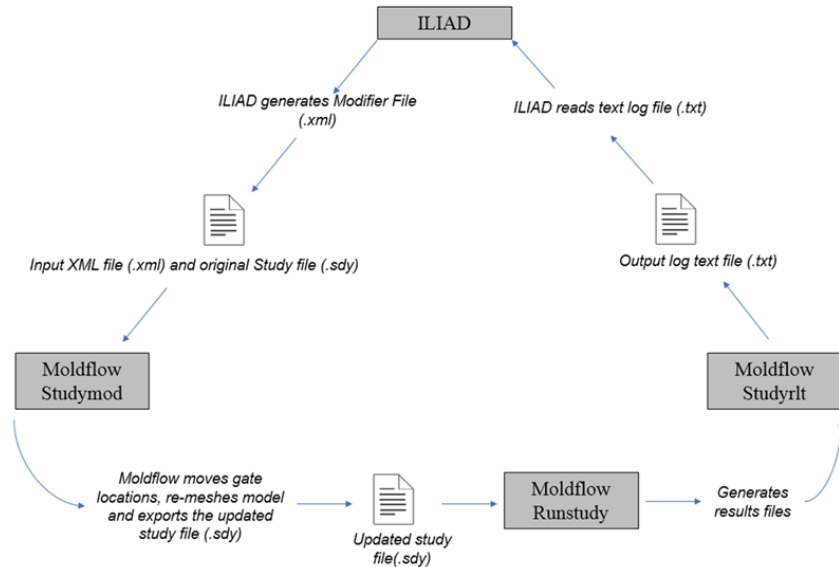 ILIAD
ILIAD generates Modifier File
(.xml)
ILIAD reads text log file (.txt)
Input XML file (.xml) and original Study file (.sdy)
Output log text file (.txt)
Moldflow
Studymod
Moldflow
Studyrlt
Moldflow moves gate
locations, re-meshes model
and exports the updated
study file (.sdy)
Updated study
file(.sdy)
Moldflow
Runstudy
Generates
results files